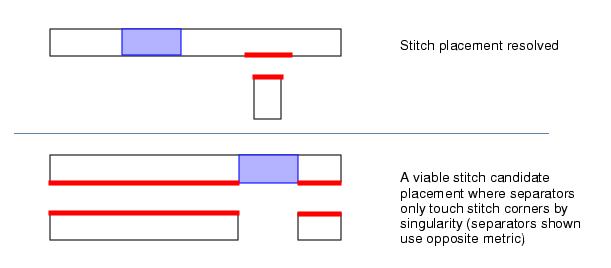 Stitch placement resolved
A viable stitch candidate
placement where separators
only touch stitch corners by
singularity (separators shown
use opposite metric)